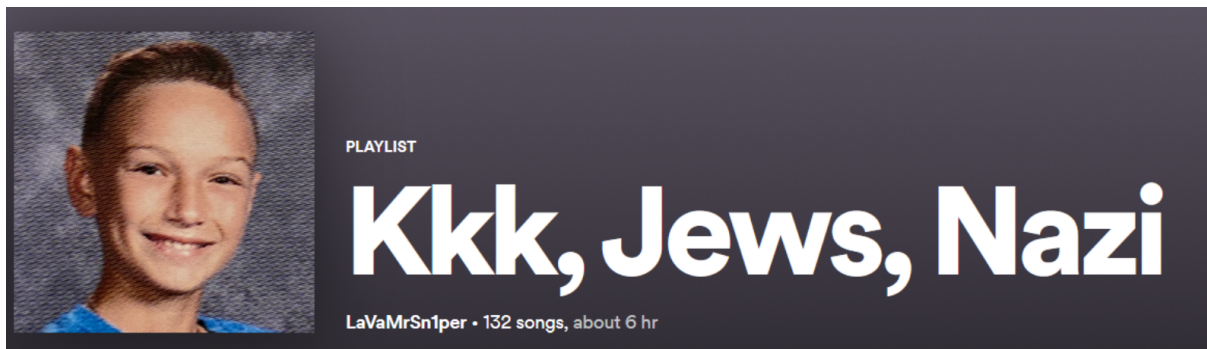 PLAYLIST
Kkk, Jews, Nazi
LaVaMrSn1per • 132 songs, about 6 hr